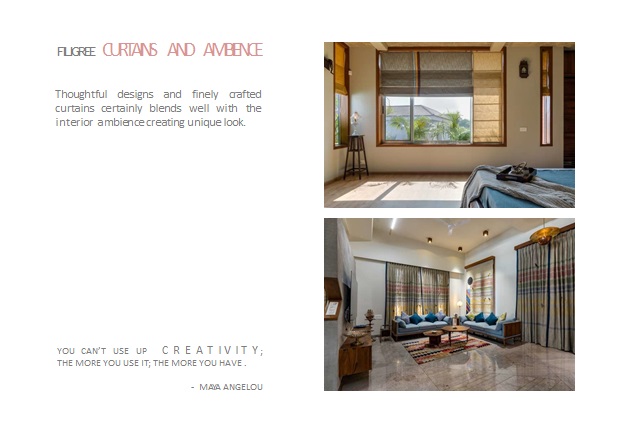 FILIGREE CURTAINS AND AMBIENCE
Thoughtful designs and finely crafted
curtains certainly blends well with the
interior ambience creating unique look.
YOU CAN'T USE UP CREATIVITY;
THE MORE YOU USE IT; THE MORE YOU HAVE .
- MAYA ANGELOU